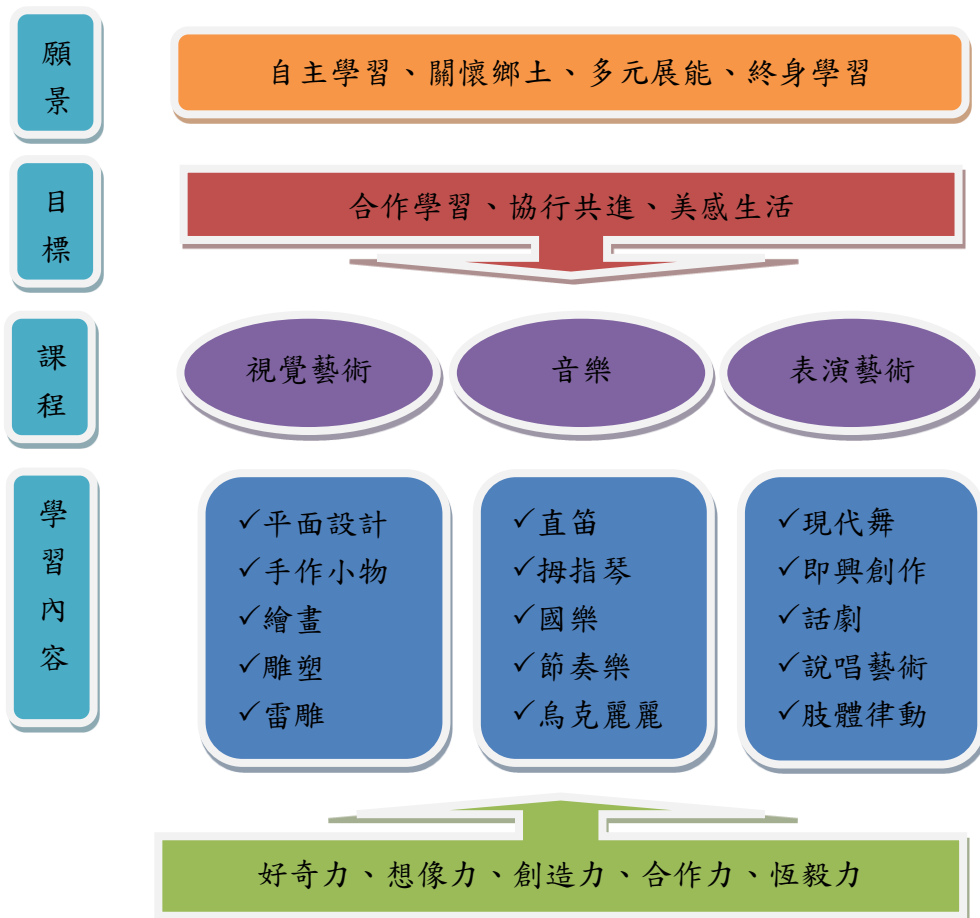 願景
自主學習、關懷鄉土、多元展能、終身學習
目標
合作學習、協行共進、美感生活
課程
視覺藝術
音樂
表演藝術
學習內容
✓平面設計
✓手作小物
✓繪畫
✓雕塑
✓雷雕
✓直笛
✓拇指琴
✓國樂
✓節奏樂
✓烏克麗麗
✓現代舞
✓即興創作
✓話劇
✓說唱藝術
✓肢體律動
好奇力、想像力、創造力、合作力、恆毅力